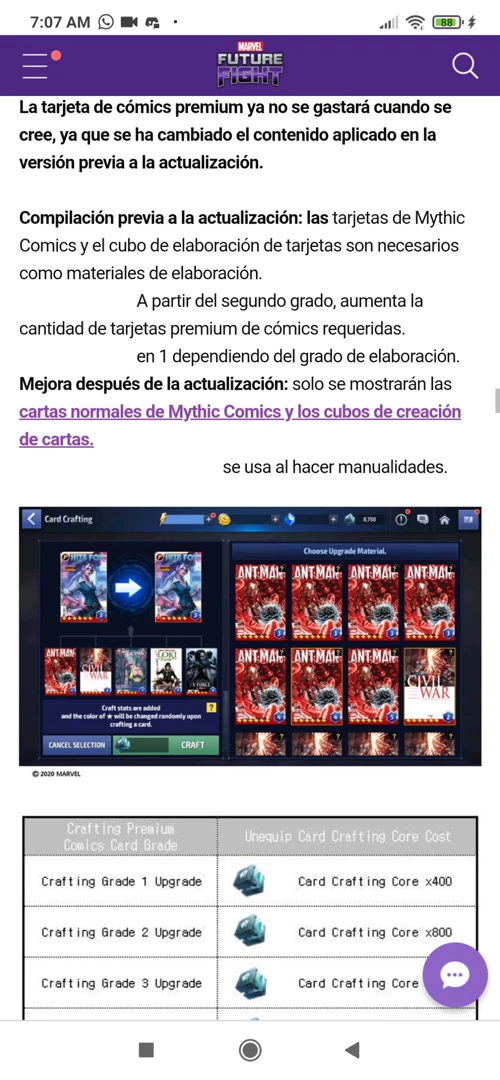 7:07 AM
88
MARVEL
FUTURE
FIGHT
La tarjeta de cómics premium ya no se gastará cuando se
cree, ya que se ha cambiado el contenido aplicado en la
versión previa a la actualización.
Compilación previa a la actualización: las tarjetas de Mythic
Comics y el cubo de elaboración de tarjetas son necesarios
como materiales de elaboración.
A partir del segundo grado, aumenta la
cantidad de tarjetas premium de cómics requeridas.
en 1 dependiendo del grado de elaboración.
Mejora después de la actualización: solo se mostrarán las
cartas normales de Mythic Comics y los cubos de creación
de cartas.
se usa al hacer manualidades.
Card Crafting
8,750
Choose Upgrade Material.
WHITE FOX
WHITE FOX
ANT-MAN
ANT-MAN
ANT-MAN
ANT-MAN
ANT-MAN
CIVIL WAR
LOKI
X-FORCE
ANT-MAN
ANT-MAN
ANT-MAN
CIVIL WAR
Craft stats are added
and the color of ★ will be changed randomly upon
crafting a card.
?
CANCEL SELECTION
CRAFT
© 2020 MARVEL
Crafting Premium
Comics Card Grade
Unequip Card Crafting Core Cost
Crafting Grade 1 Upgrade
Card Crafting Core x400
Crafting Grade 2 Upgrade
Card Crafting Core x800
Crafting Grade 3 Upgrade
Card Crafting Core